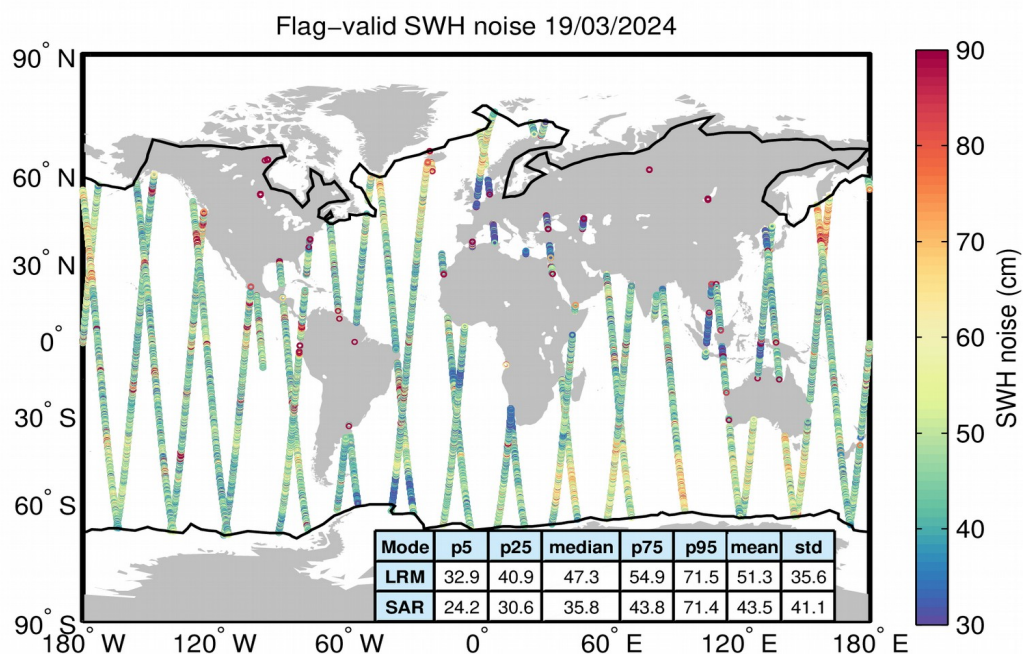 Flag−valid SWH noise 19/03/2024
90° N
60° N
30° N
0°
30° S
60° S
90° S
180° W
120° W
60° W
0°
60° E
120° E
180° E
Mode p5 p25 median p75 p95 mean std
LRM 32.9 40.9 47.3 54.9 71.5 51.3 35.6
SAR 24.2 30.6 35.8 43.8 71.4 43.5 41.1
90
80
70
60
50
40
30
SWH noise (cm)